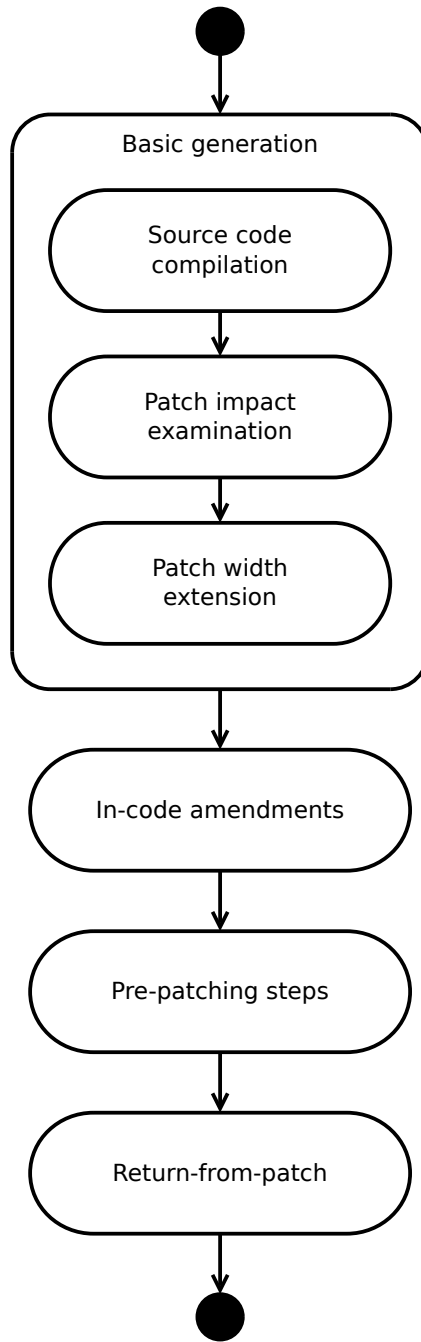 Basic generation
Source code
compilation
Patch impact
examination
Patch width
extension
In-code amendments
Pre-patching steps
Return-from-patch